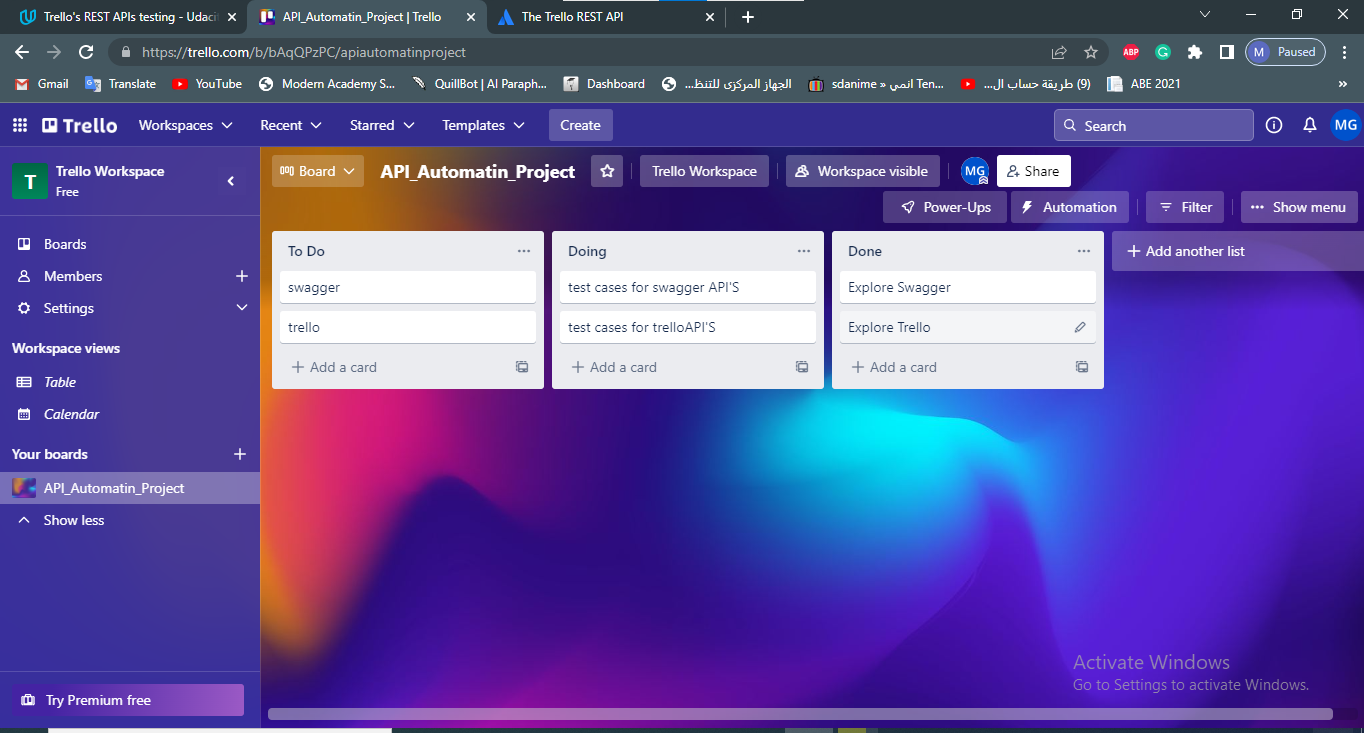 Trello's REST APIs testing - Udacit
API_Automatin_Project | Trello
The Trello REST API
https://trello.com/b/bAqQPzPC/apiautomatinproject
ABP
G
M Paused
Gmail
Translate
YouTube
Modern Academy S...
QuillBot | AI Paraph...
Dashboard
الجهاز المركزى للتنظ...
sdanime « انمي Ten...
(9) طريقة حساب ال...
ABE 2021
»
Trello
Workspaces
Recent
Starred
Templates
Create
Search
MG
T
Trello Workspace
Free
Board
API_Automatin_Project
Trello Workspace
Workspace visible
MG
Share
Power-Ups
Automation
Filter
Show menu
Boards
Members
Settings
Workspace views
Table
Calendar
Your boards
API_Automatin_Project
Show less
Try Premium free
To Do
swagger
trello
Add a card
Doing
test cases for swagger API'S
test cases for trelloAPI'S
Add a card
Done
Explore Swagger
Explore Trello
Add a card
Add another list
Activate Windows
Go to Settings to activate Windows.